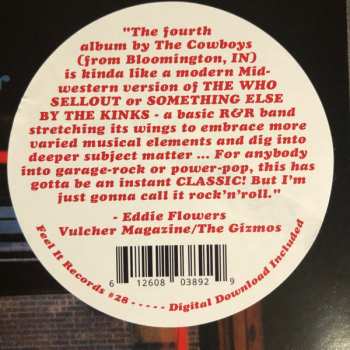 "The fourth
album by The Cowboys
(from Bloomington, IN)
is kinda like a modern Mid-
western version of THE WHO
SELLOUT or SOMETHING ELSE
BY THE KINKS - a basic R&R band
stretching its wings to embrace more
varied musical elements and dig into
deeper subject matter ... For anybody
into garage-rock or power-pop, this has
gotta be an instant CLASSIC! But I'm
just gonna call it rock'n'roll."
- Eddie Flowers
Vulcher Magazine/The Gizmos
6 12608 03892 9
Feel It Records #28 - - - - - Digital Download Included